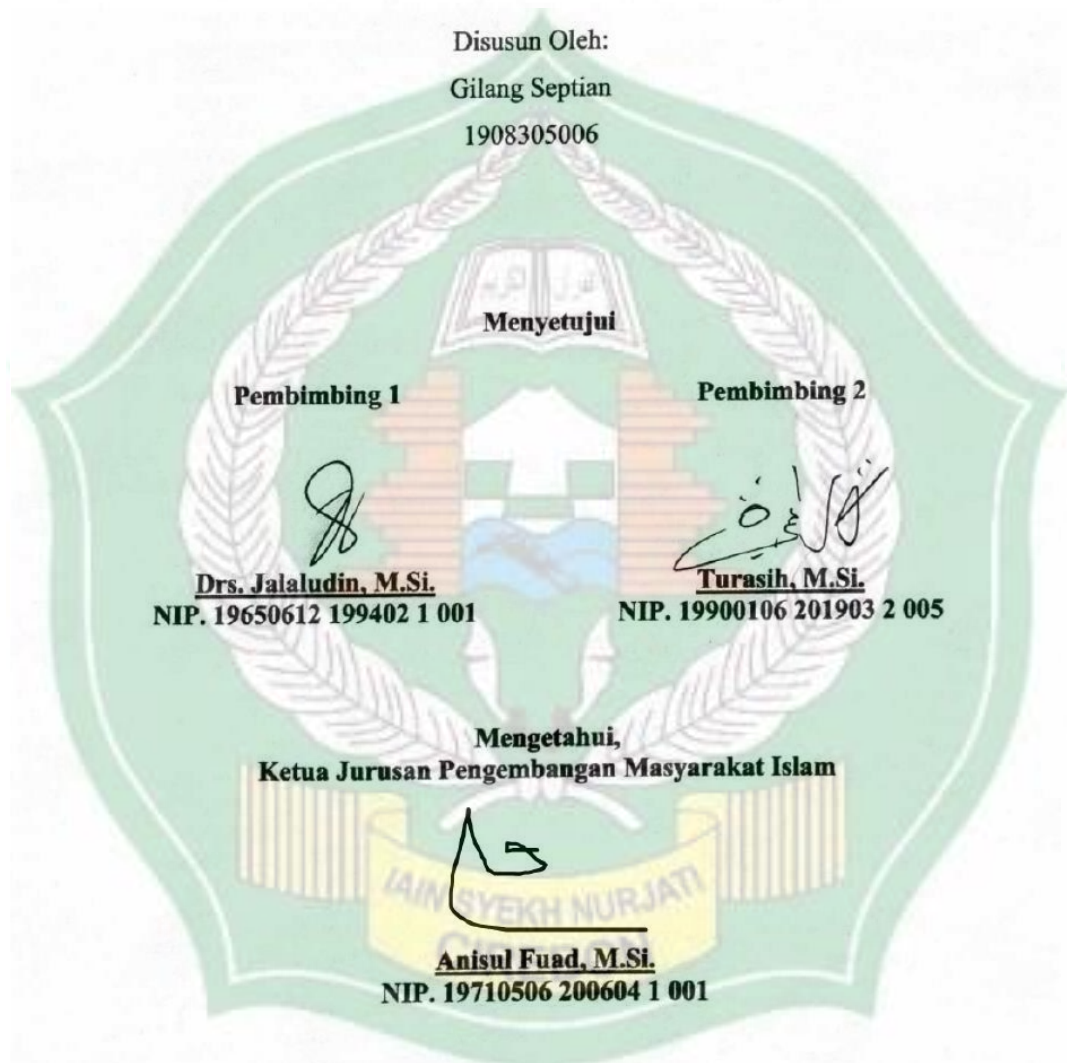 Disusun Oleh:
Gilang Septian
1908305006
Menyetujui
Pembimbing 1
Pembimbing 2
Drs. Jalaludin, M.Si.
NIP. 19650612 199402 1 001
Turasih, M.Si.
NIP. 19900106 201903 2 005
Mengetahui,
Ketua Jurusan Pengembangan Masyarakat Islam
IAIN SYEKH NURJATI
CIREBON
Anisul Fuad, M.Si.
NIP. 19710506 200604 1 001